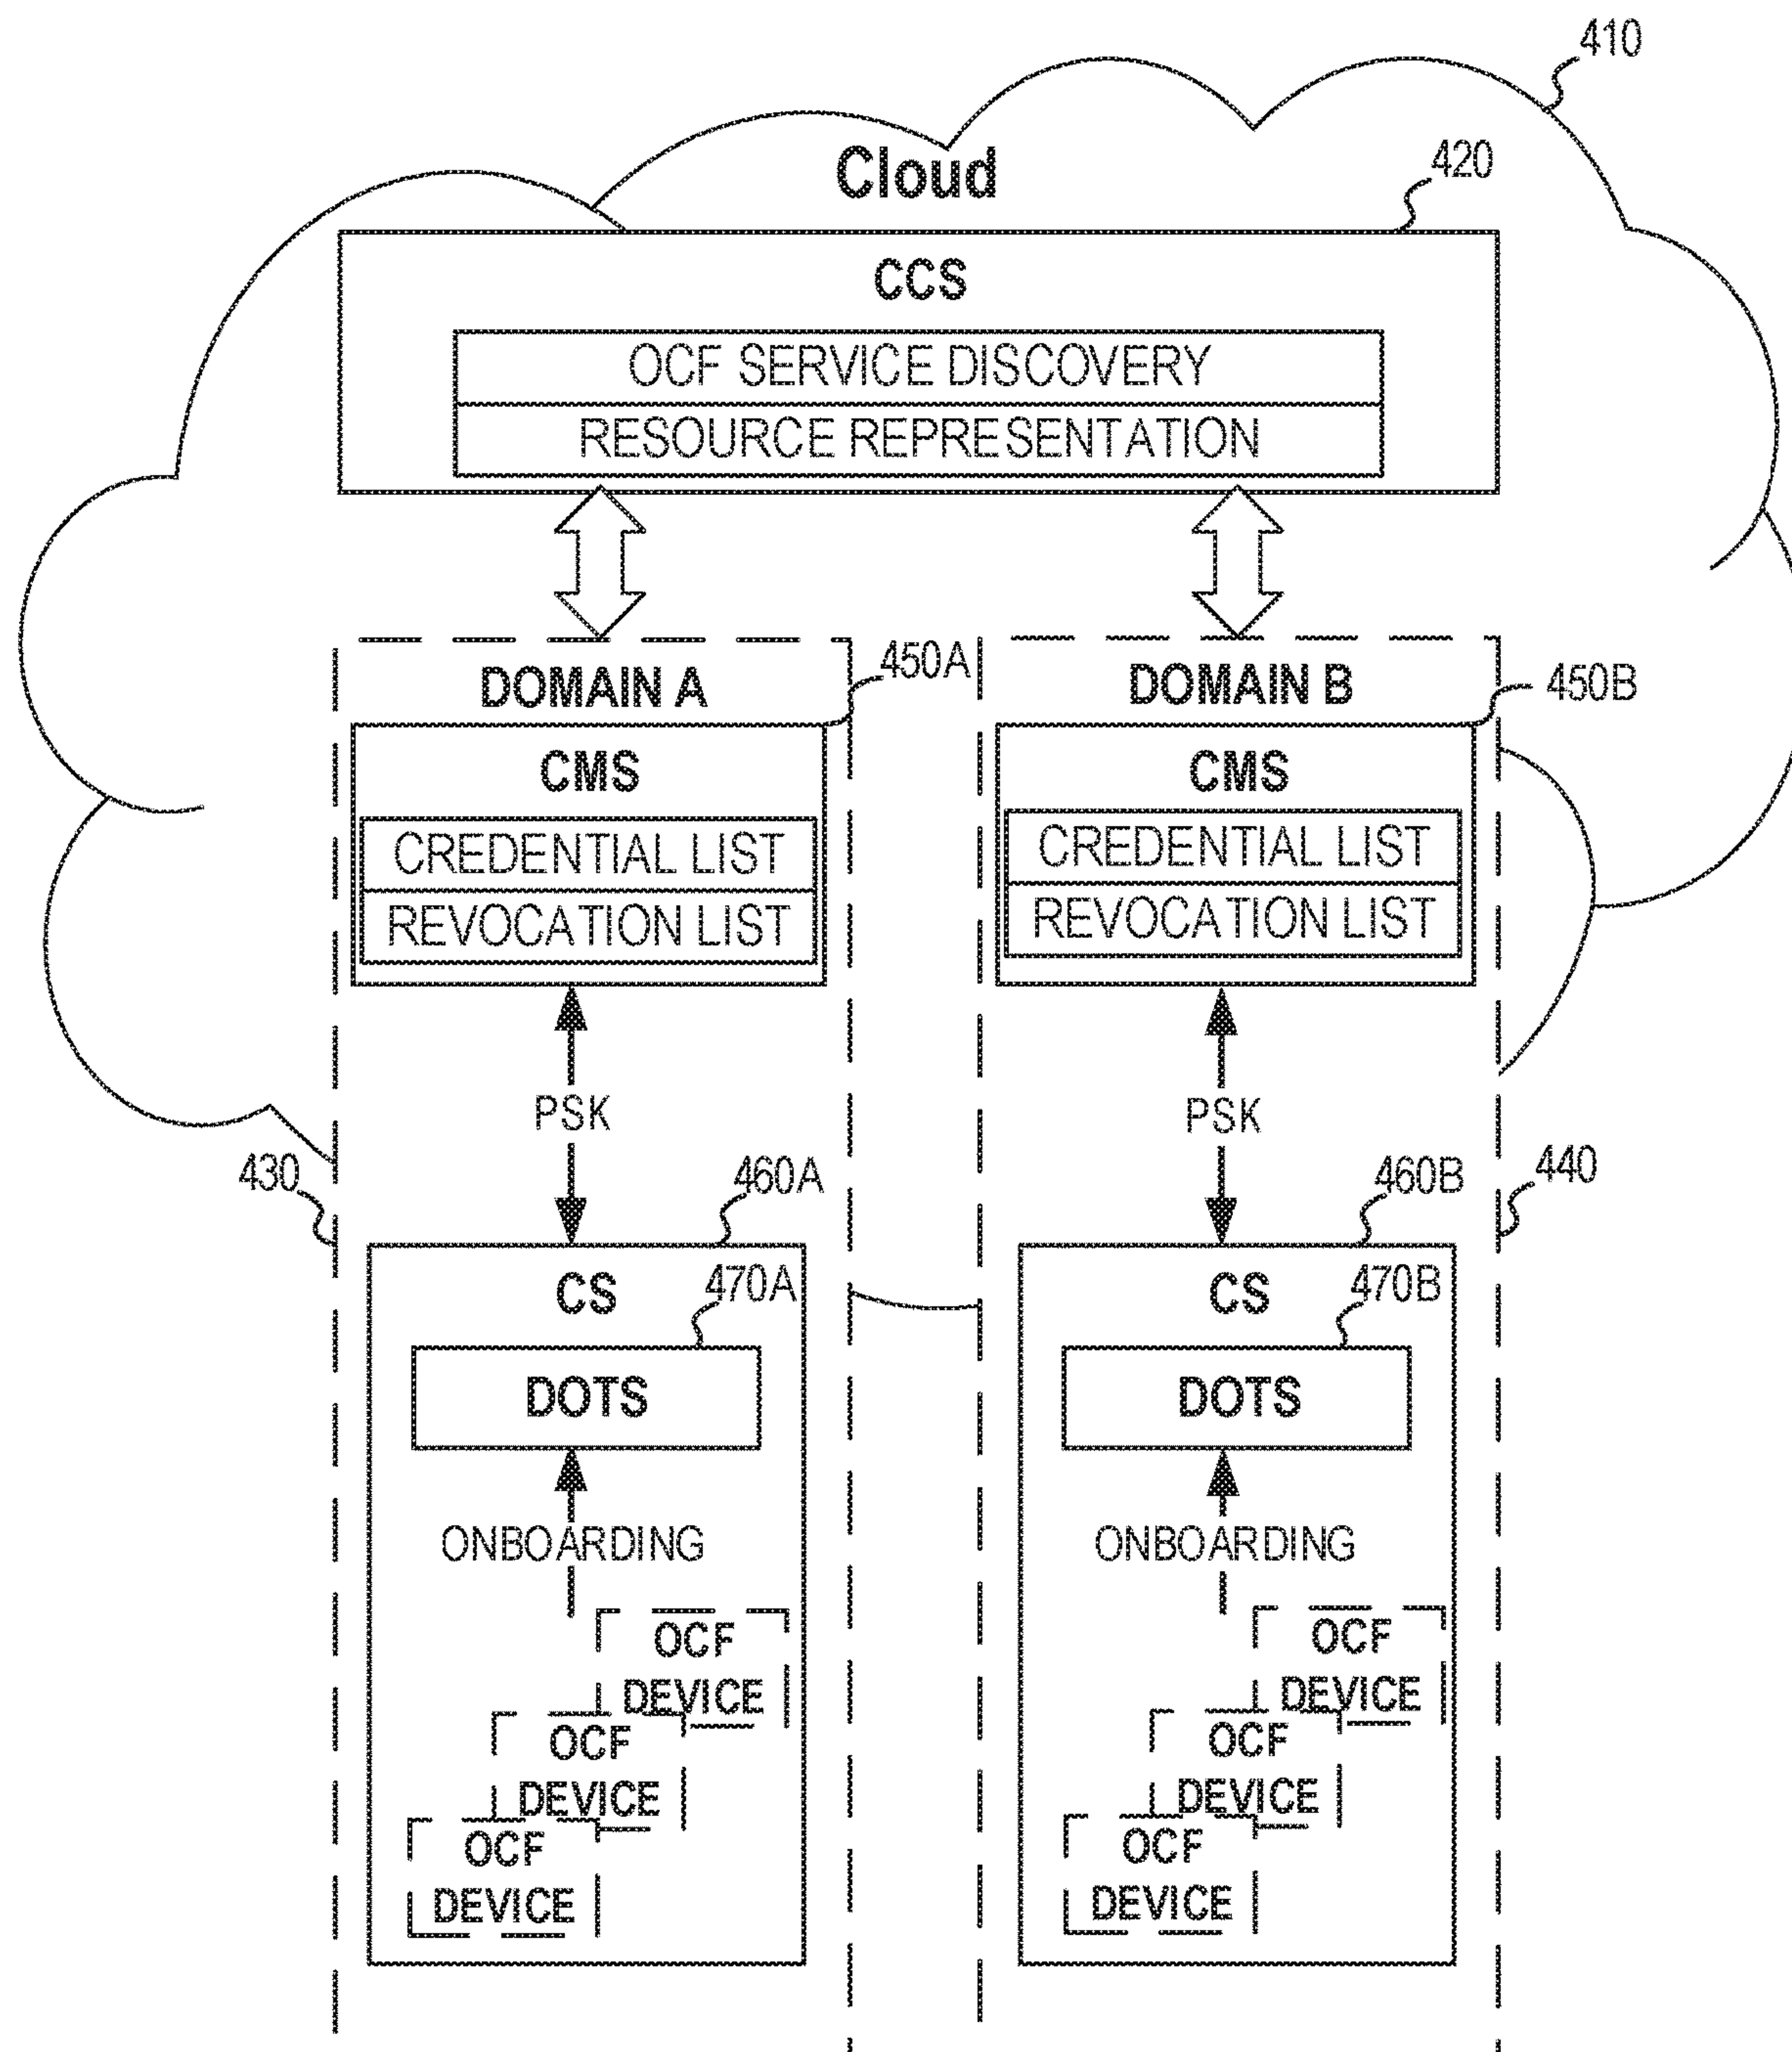 410
Cloud
420
CCS
OCF SERVICE DISCOVERY
RESOURCE REPRESENTATION
DOMAIN A
450A
DOMAIN B
450B
CMS
CREDENTIAL LIST
REVOCATION LIST
CMS
CREDENTIAL LIST
REVOCATION LIST
PSK
PSK
430
460A
460B
440
CS
470A
DOTS
ONBOARDING
OCF
DEVICE
OCF
DEVICE
OCF
DEVICE
CS
470B
DOTS
ONBOARDING
OCF
DEVICE
OCF
DEVICE
OCF
DEVICE